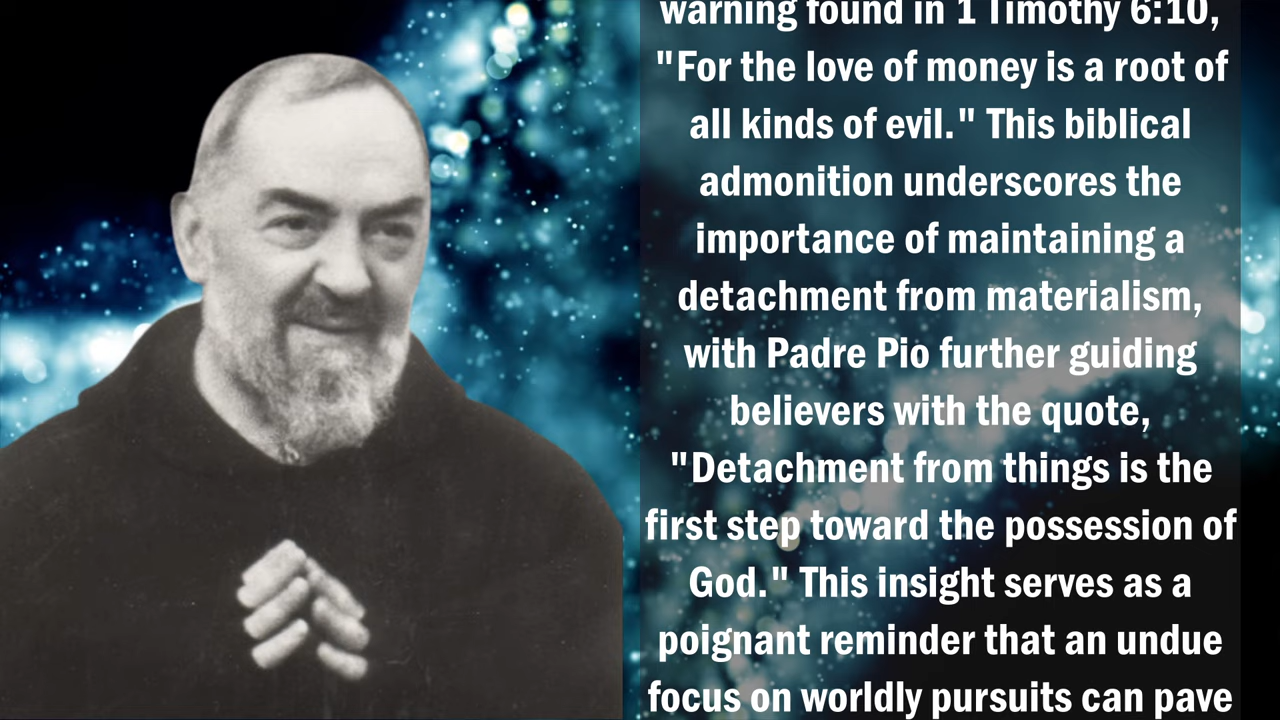 warning found in 1 Timothy 6:10,
"For the love of money is a root of
all kinds of evil." This biblical
admonition underscores the
importance of maintaining a
detachment from materialism,
with Padre Pio further guiding
believers with the quote,
"Detachment from things is the
first step toward the possession of
God." This insight serves as a
poignant reminder that an undue
focus on worldly pursuits can pave